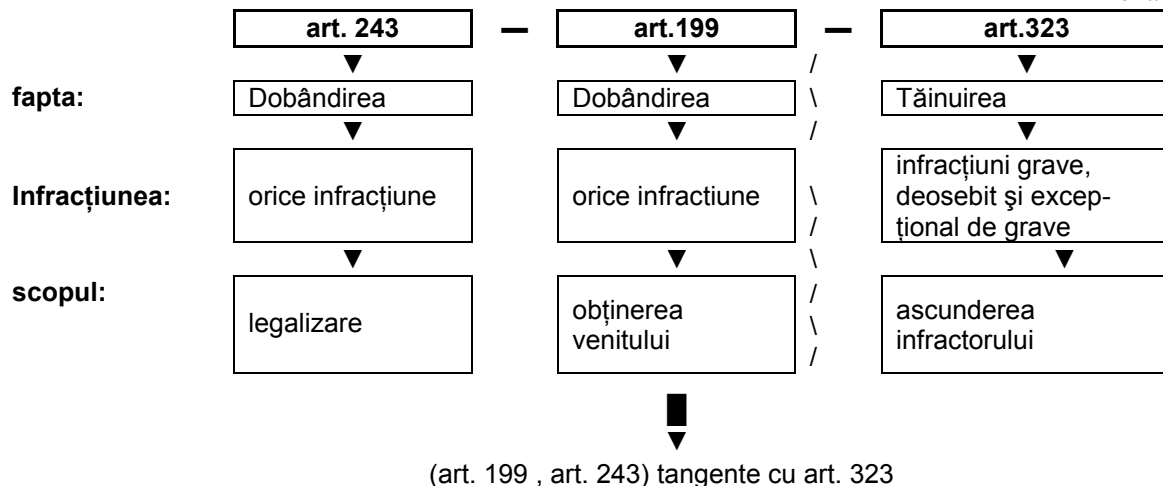 art. 243 – art.199 – art.323
fapta: Dobândirea Dobândirea Tăinuirea
Infracțiunea: orice infracțiune orice infractiune infracțiuni grave,
deosebit şi excep-
țional de grave
scopul: legalizare obținerea
venitului ascunderea
infractorului
(art. 199 , art. 243) tangente cu art. 323